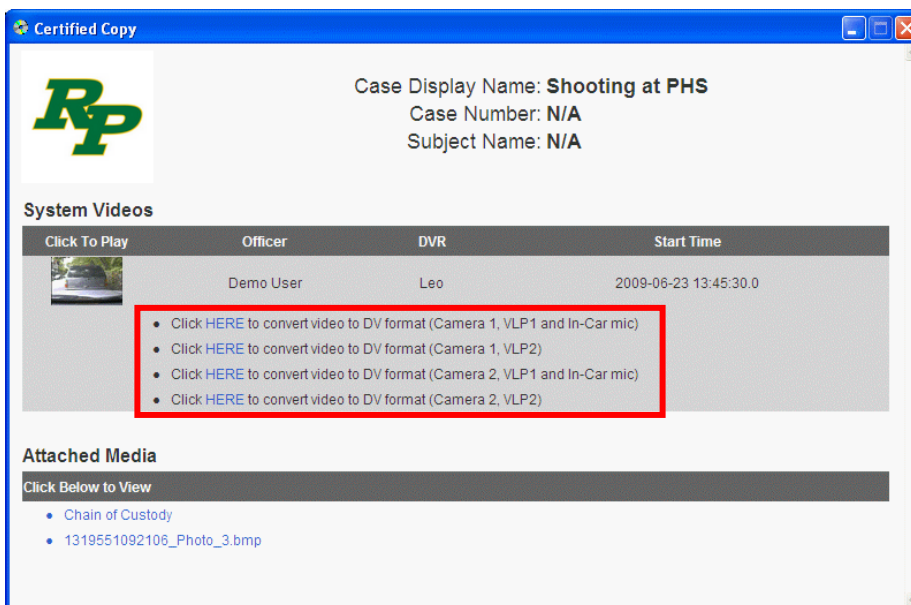 Certified Copy
RP
Case Display Name: Shooting at PHS
Case Number: N/A
Subject Name: N/A
System Videos
Click To Play Officer DVR Start Time
Demo User Leo 2009-06-23 13:45:30.0
• Click HERE to convert video to DV format (Camera 1, VLP1 and In-Car mic)
• Click HERE to convert video to DV format (Camera 1, VLP2)
• Click HERE to convert video to DV format (Camera 2, VLP1 and In-Car mic)
• Click HERE to convert video to DV format (Camera 2, VLP2)
Attached Media
Click Below to View
• Chain of Custody
• 1319551092106_Photo_3.bmp